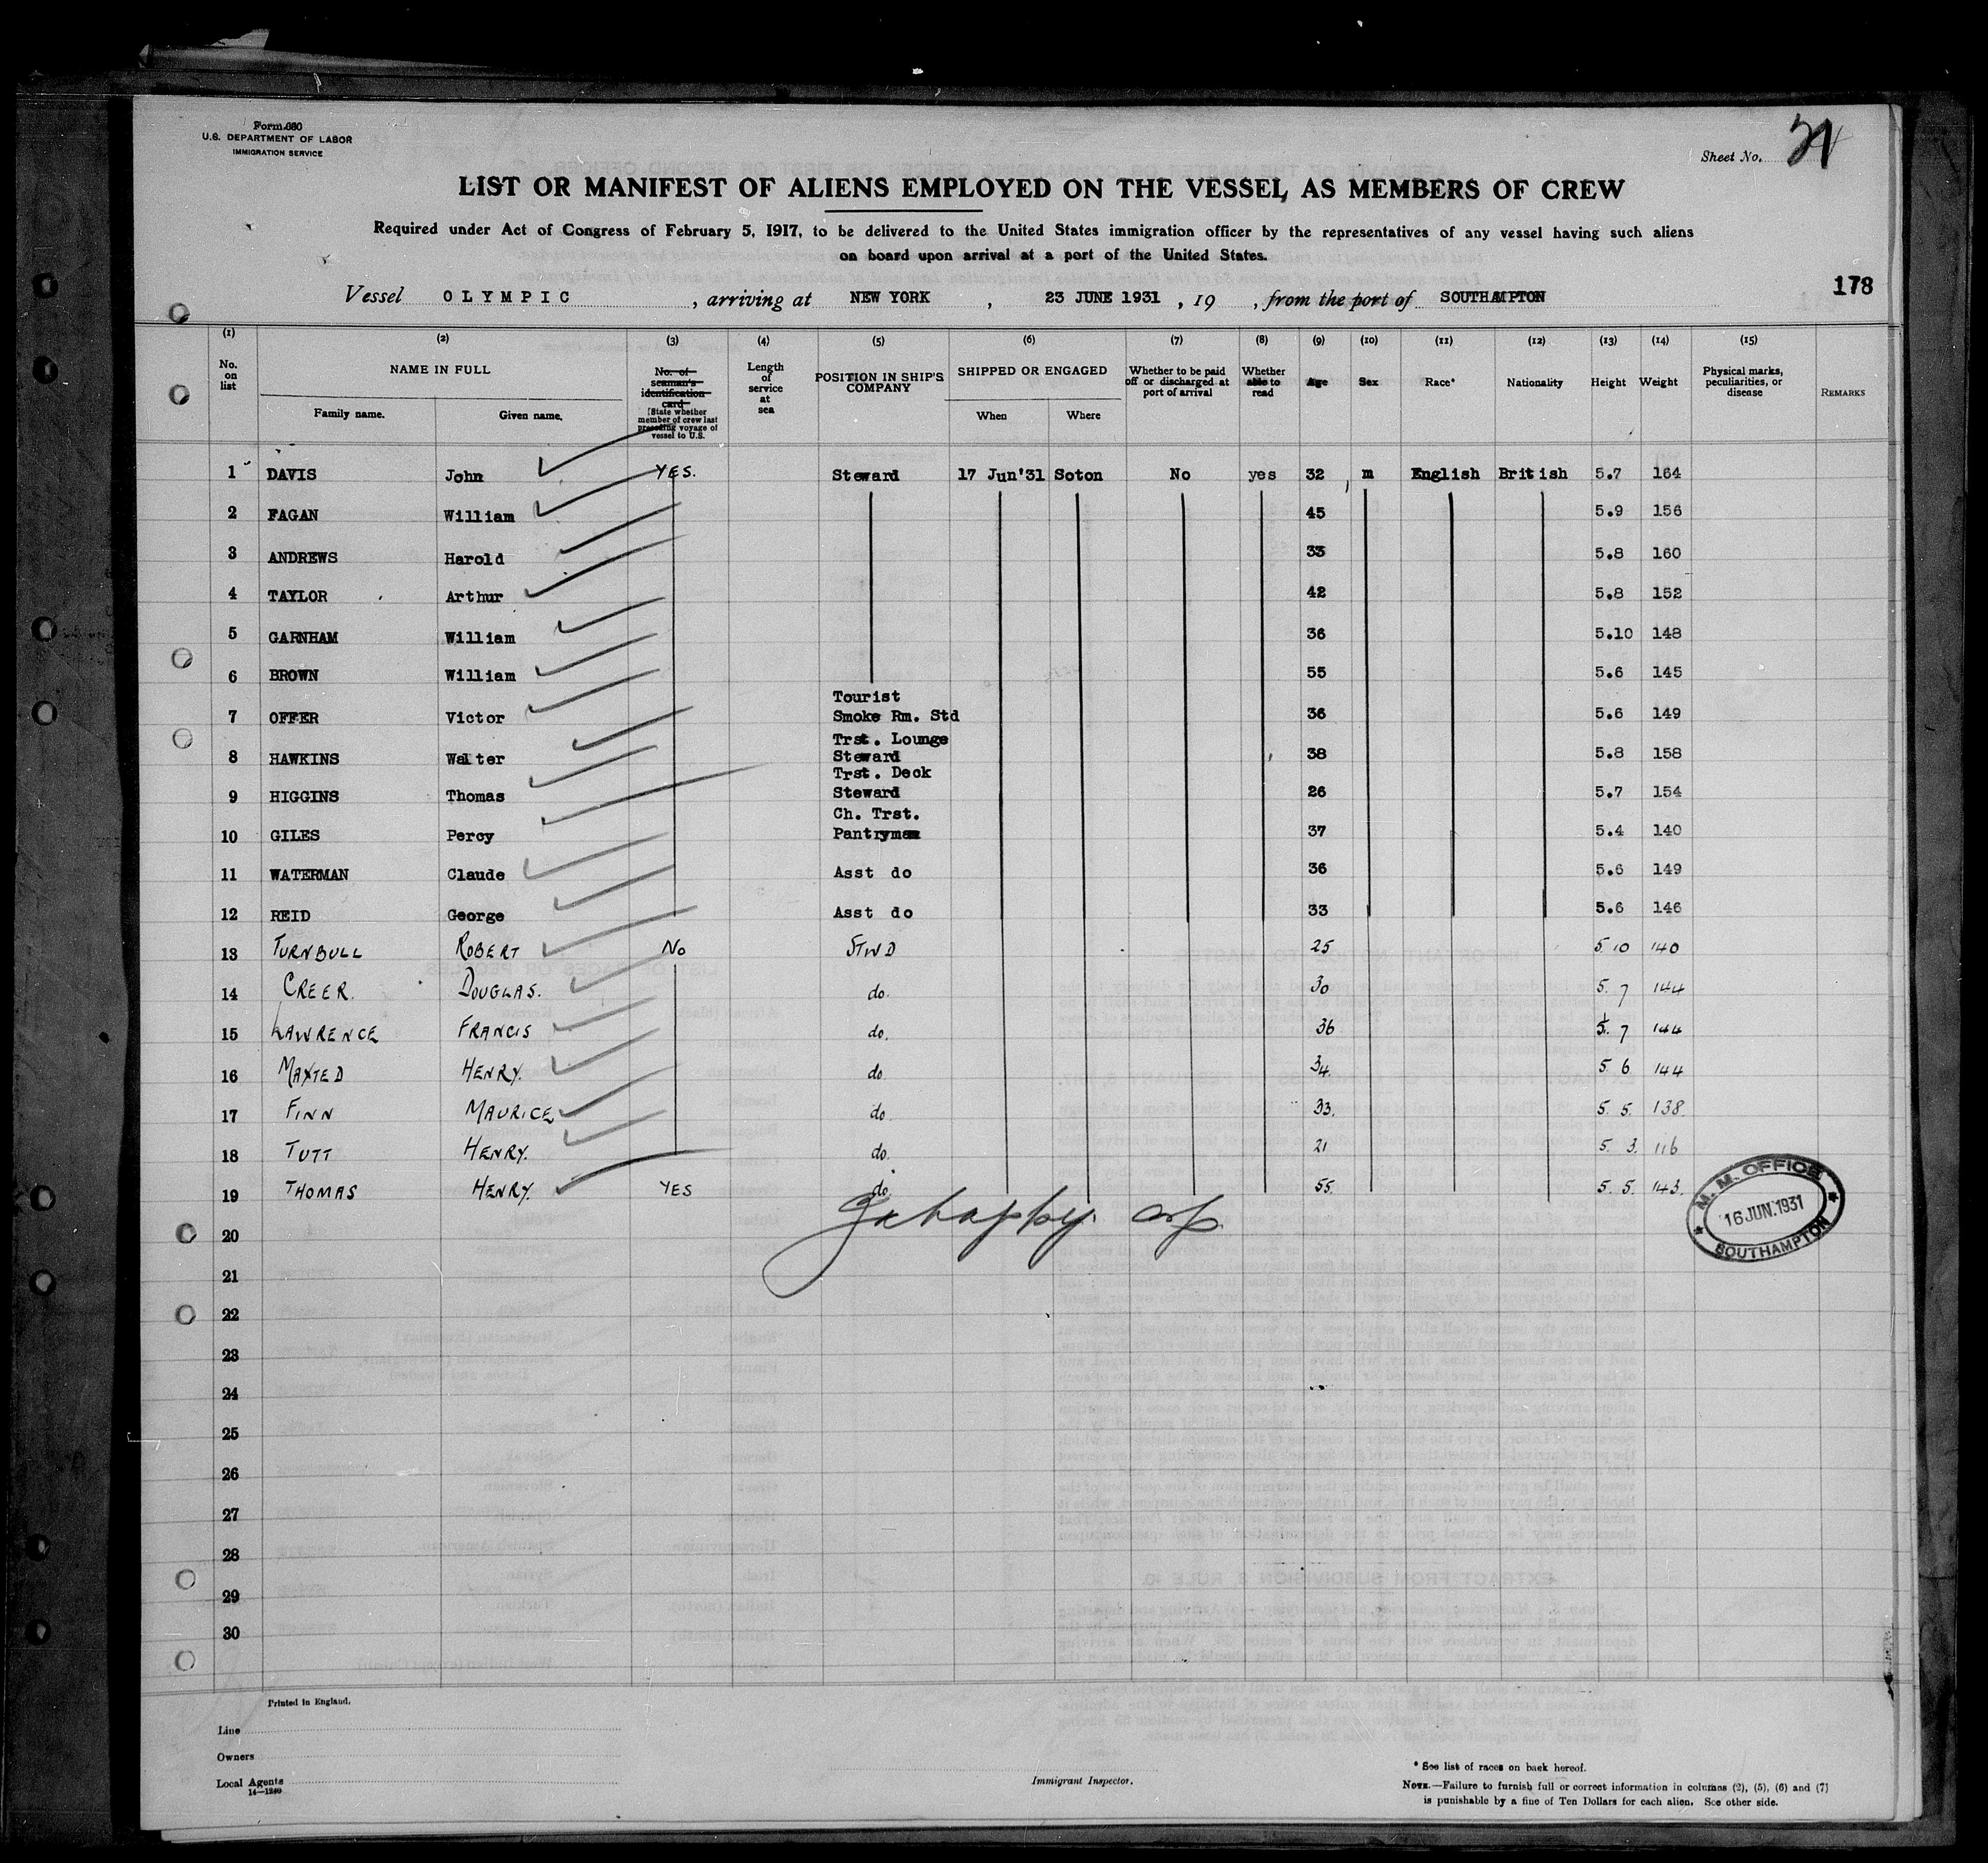 Form 680
U.S. DEPARTMENT OF LABOR
IMMIGRATION SERVICE
Sheet No.
LIST OR MANIFEST OF ALIENS EMPLOYED ON THE VESSEL AS MEMBERS OF CREW
Required under Act of Congress of February 5, 1917, to be delivered to the United States immigration officer by the representatives of any vessel having such aliens
on board upon arrival at a port of the United States.
178
Vessel OLYMPIC , arriving at NEW YORK , 23 JUNE 1931 , 19 , from the port of SOUTHAMPTON
(1) (2) (3) (4) (5) (6) (7) (8) (9) (10) (11) (12) (13) (14) (15)
No. on list
NAME IN FULL
Family name. Given name.
No. of seaman's identification card
(State whether member of crew last preceding voyage of vessel to U.S.
Length of service at sea
POSITION IN SHIP'S COMPANY
SHIPPED OR ENGAGED
When Where
Whether to be paid off or discharged at port of arrival
Whether able to read
Age
Sex
Race*
Nationality
Height
Weight
Physical marks, peculiarities, or disease
REMARKS
1 DAVIS John YES. Steward 17 Jun'31 Soton No yes 32 m English British 5.7 164
2 FAGAN William 45 5.9 156
3 ANDREWS Harold 33 5.8 160
4 TAYLOR Arthur 42 5.8 152
5 GARNHAM William 36 5.10 148
6 BROWN William 55 5.6 145
7 OFFER Victor Tourist Smoke Rm. Std 36 5.6 149
8 HAWKINS Walter Trst. Lounge Steward 38 5.8 158
9 HIGGINS Thomas Trst. Deck Steward 26 5.7 154
10 GILES Percy Ch. Trst. Pantryman 37 5.4 140
11 WATERMAN Claude Asst do 36 5.6 149
12 REID George Asst do 33 5.6 146
13 TURNBULL ROBERT No STWD 25 5 10 140
14 CREER. DOUGLAS. do. 30 5. 7 144
15 LAWRENCE FRANCIS do. 36 5. 7 144
16 MAXTED HENRY. do 34. 5 6 144
17 FINN MAURICE do. 33. 5. 5. 138.
18 TUTT HENRY. do. 21 5. 3. 116
19 THOMAS HENRY. YES do. 55. 5. 5. 143.
20
21
22
23
24
25
26
27
28
29
30
M. M. OFFICE
16 JUN. 1931
SOUTHAMPTON
Printed in England.
Line
Owners
Local Agents
14—1240
Immigrant Inspector.
* See list of races on back hereof.
NOTE.—Failure to furnish full or correct information in columns (2), (5), (6) and (7)
is punishable by a fine of Ten Dollars for each alien. See other side.